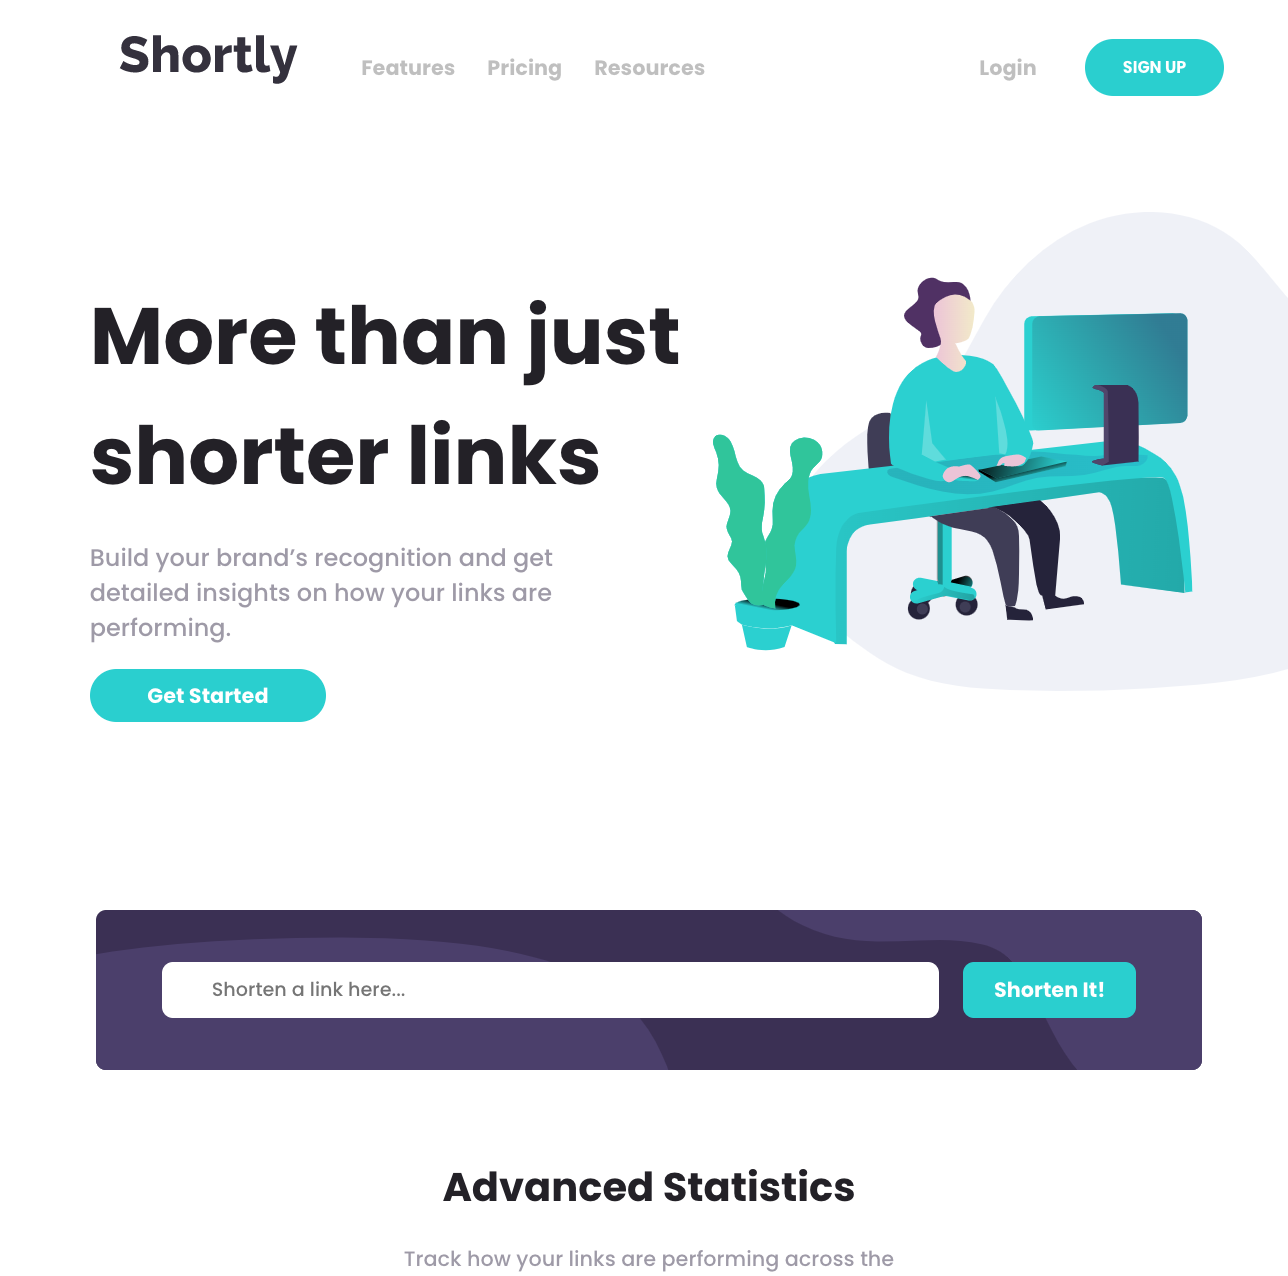 Shortly
Features Pricing Resources Login SIGN UP
More than just
shorter links
Build your brand’s recognition and get
detailed insights on how your links are
performing.
Get Started
Shorten a link here...
Shorten It!
Advanced Statistics
Track how your links are performing across the